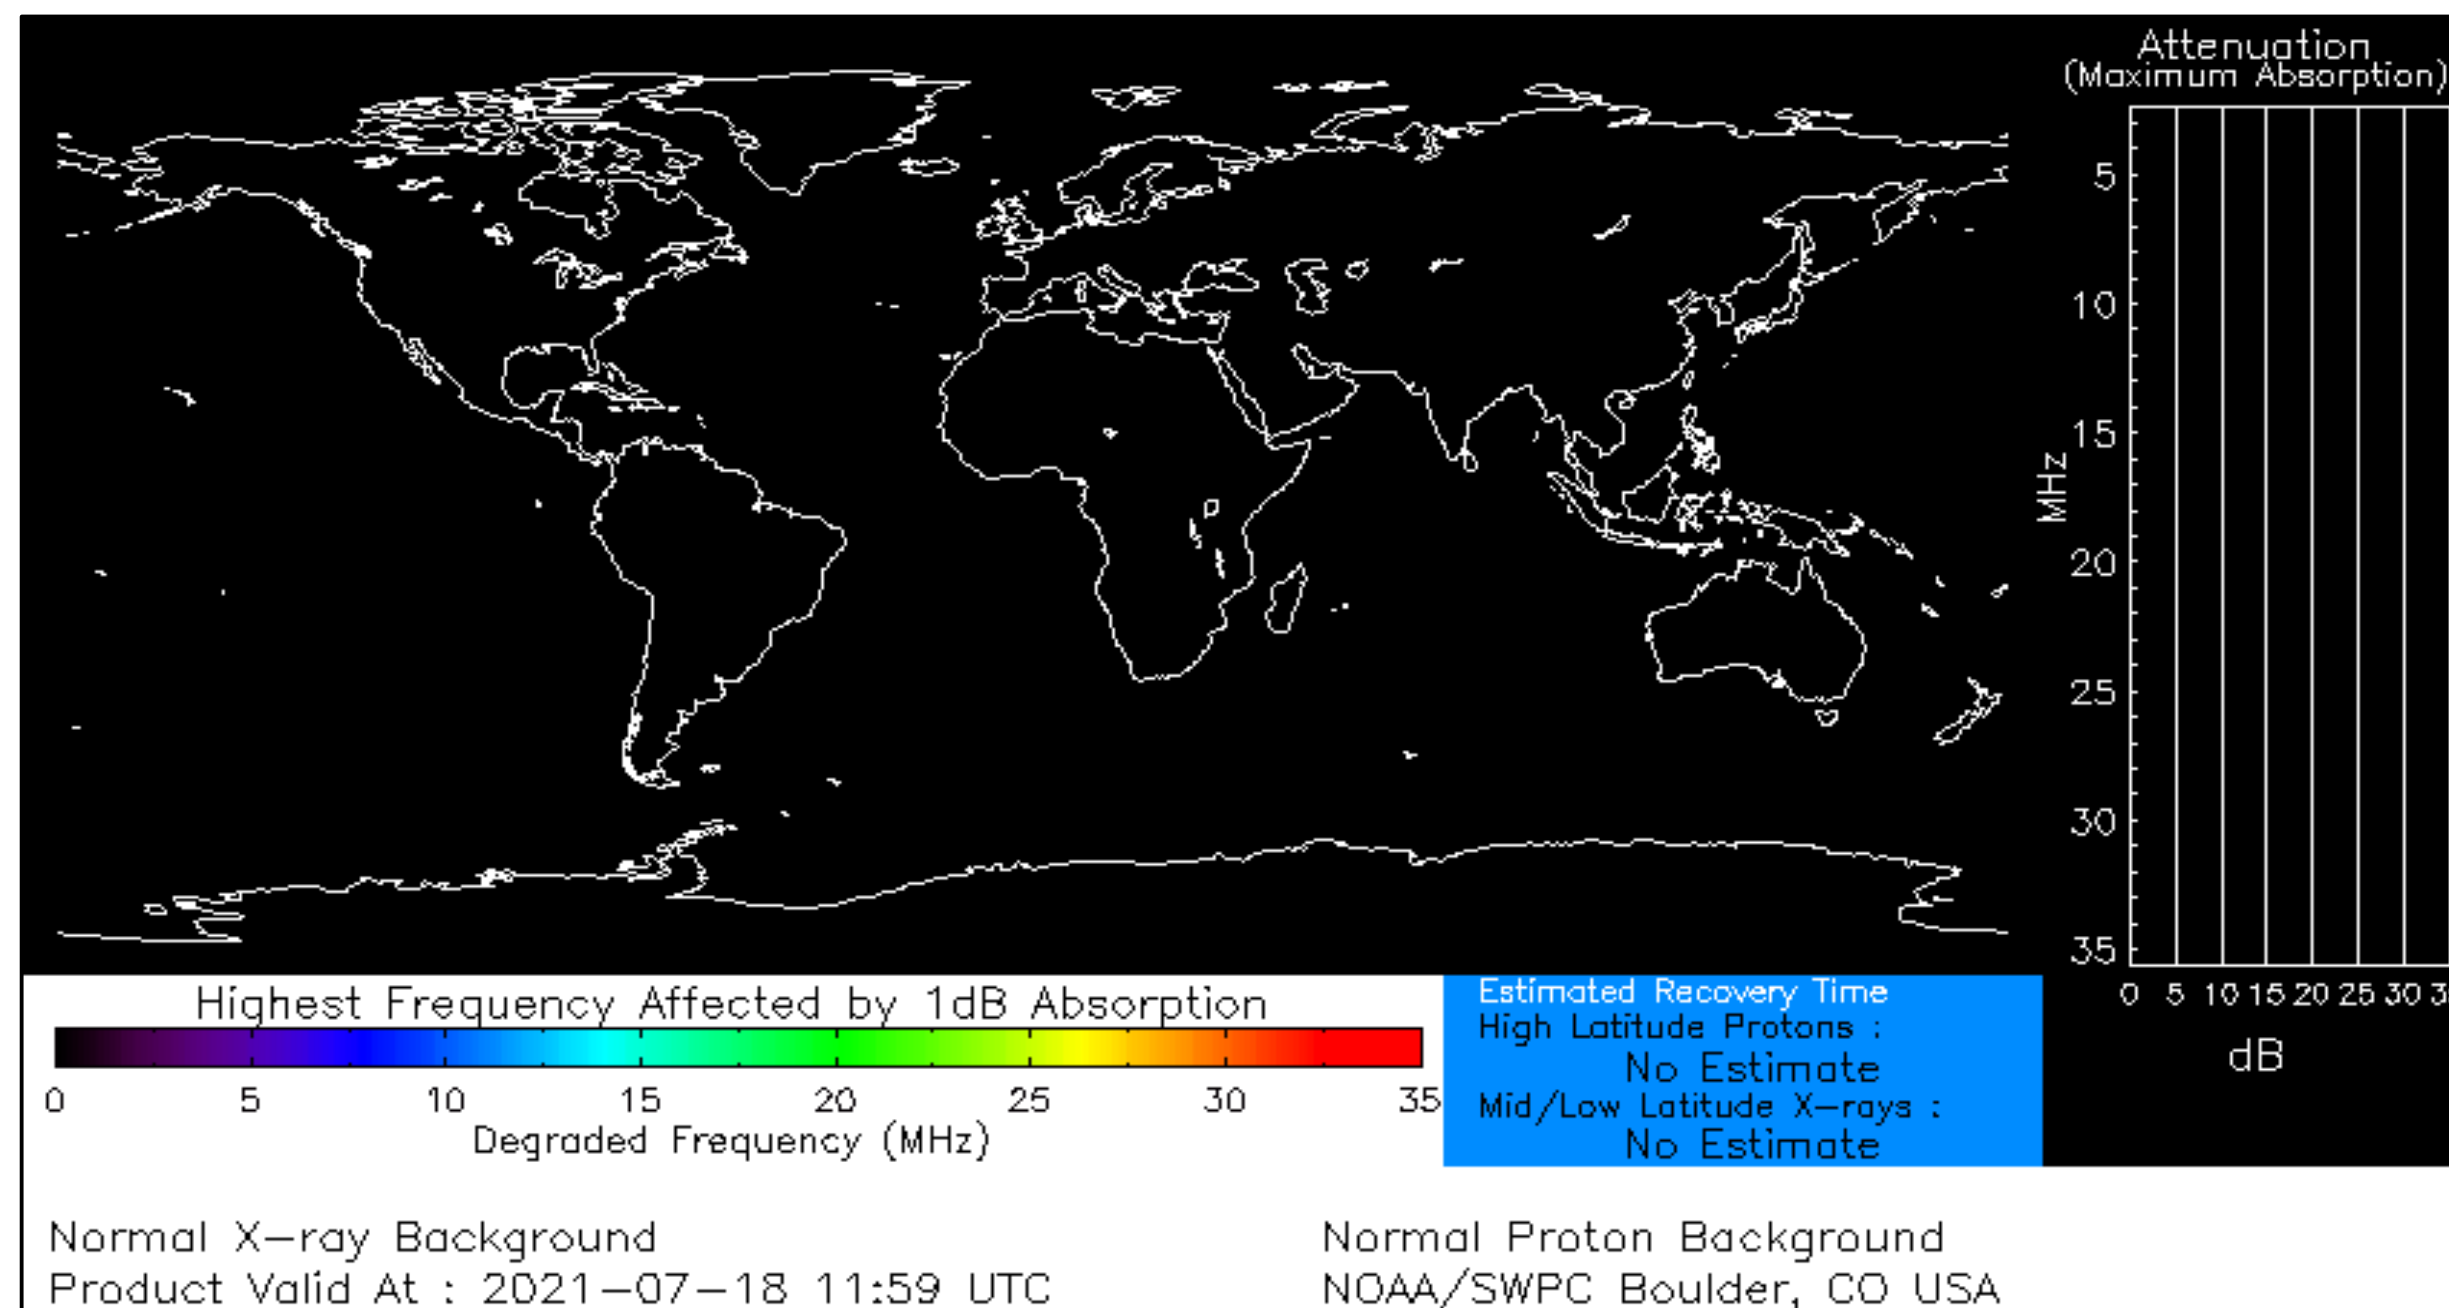 Attenuation
(Maximum Absorption)
5
10
15
20
25
30
35
MHz
0 5 10 15 20 25 30
dB
Highest Frequency Affected by 1dB Absorption
0 5 10 15 20 25 30 35
Degraded Frequency (MHz)
Estimated Recovery Time
High Latitude Protons :
No Estimate
Mid/Low Latitude X-rays :
No Estimate
Normal X-ray Background
Normal Proton Background
Product Valid At : 2021-07-18 11:59 UTC
NOAA/SWPC Boulder, CO USA